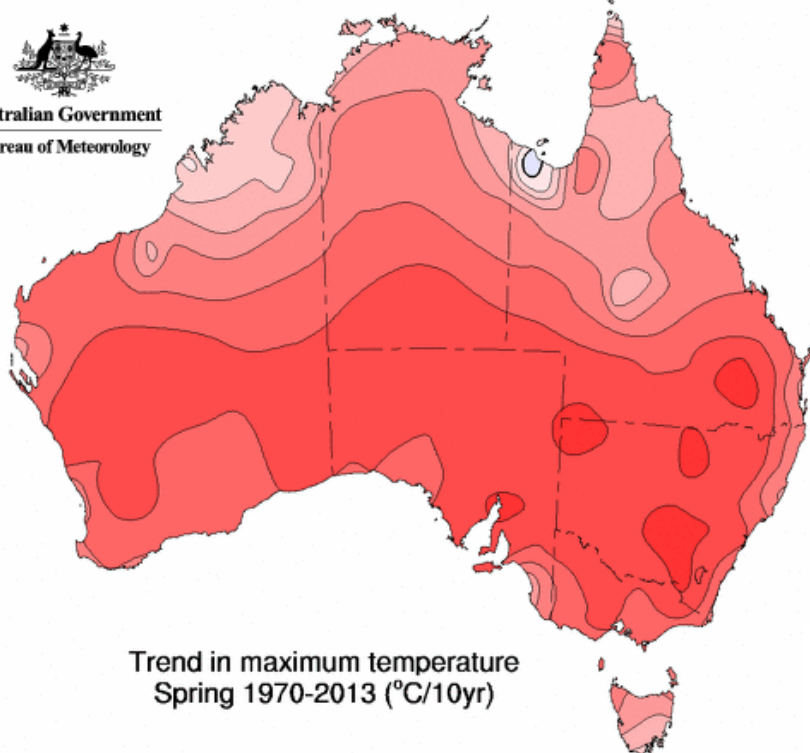 tralian Government
reau of Meteorology
Trend in maximum temperature
Spring 1970-2013 (°C/10yr)